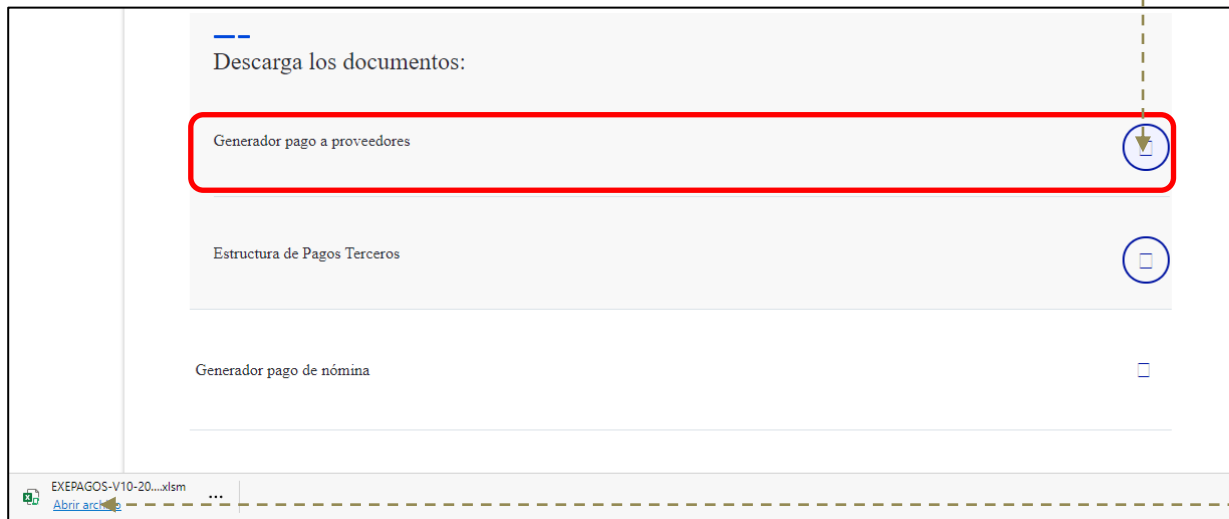 Descarga los documentos:
Generador pago a proveedores
Estructura de Pagos Terceros
Generador pago de nómina
EXEPAGOS-V10-20....xlsm
Abrir archivo